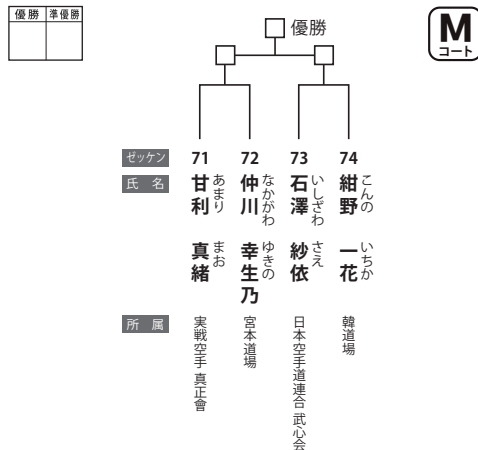 優勝 準優勝
優勝
M
コート
ゼッケン 71 72 73 74
氏名
甘利 真緒
あまり まお
仲川 幸生乃
なかがわ ゆきの
石澤 紗依
いしざわ さえ
紺野 一花
こんの いちか
所属
実戦空手 真正會
宮本道場
日本空手道連合 武心会
韓道場